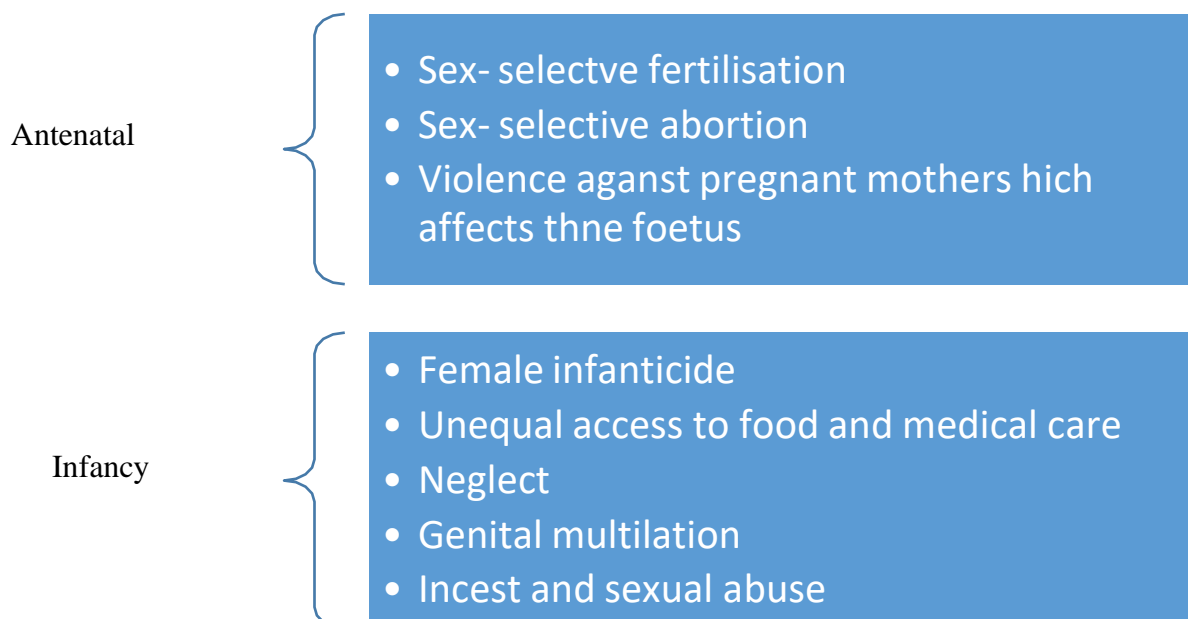 Antenatal
• Sex- selectve fertilisation
• Sex- selective abortion
• Violence aganst pregnant mothers hich
affects thne foetus
Infancy
• Female infanticide
• Unequal access to food and medical care
• Neglect
• Genital multilation
• Incest and sexual abuse